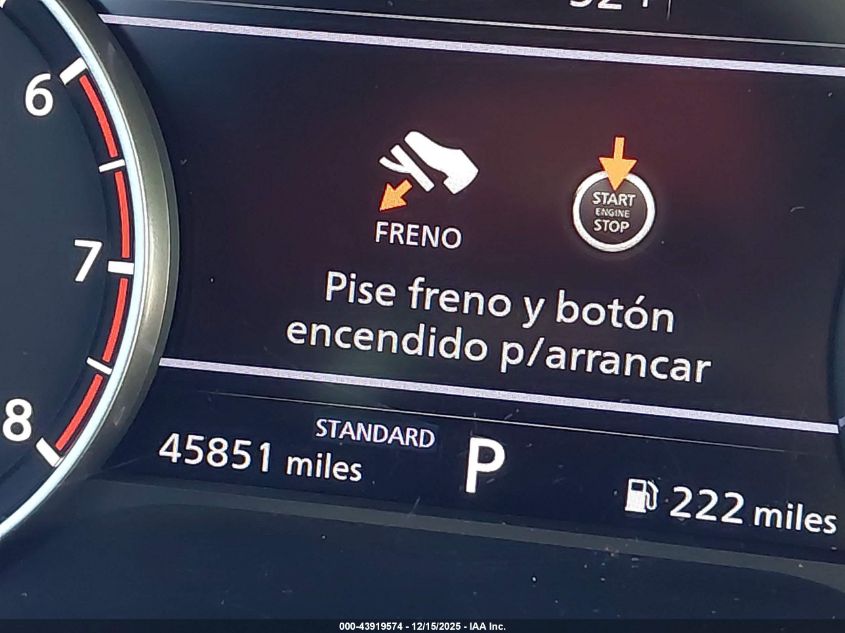 6
7
8
FRENO
START
ENGINE
STOP
Pise freno y botón
encendido p/arrancar
STANDARD
45851 miles
P
222 miles
000-43919574 - 12/15/2025 - IAA Inc.